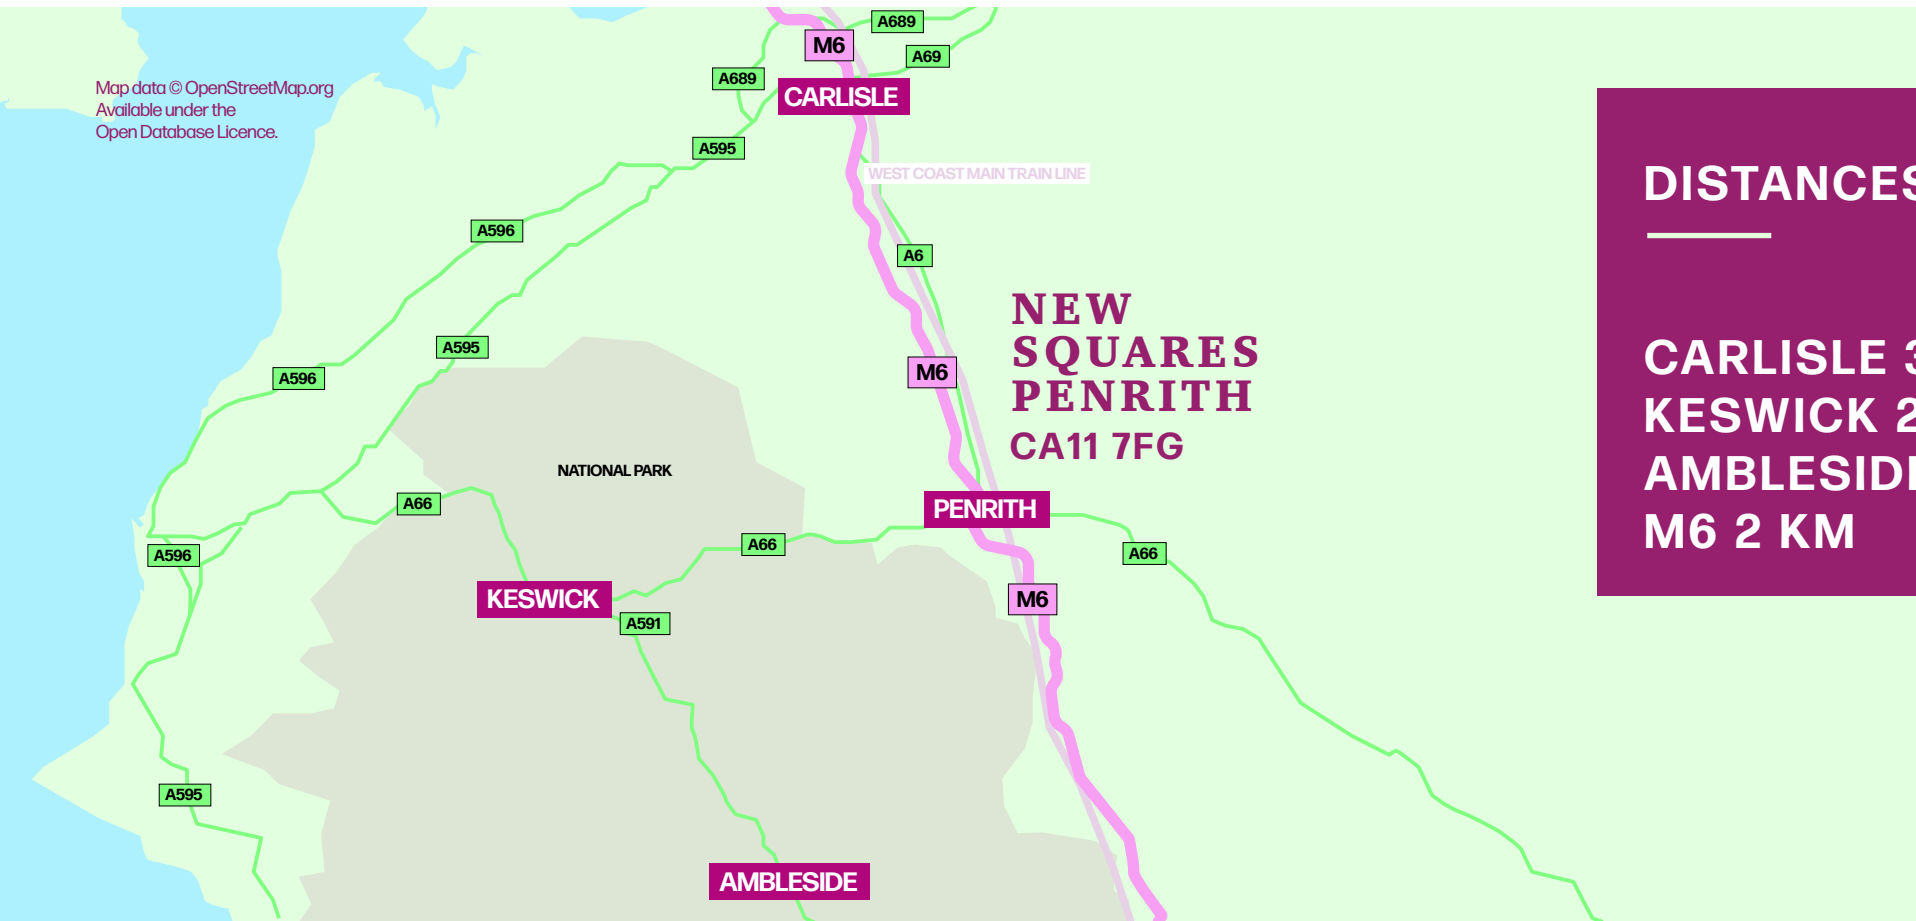 A689
M6
A69
A689
CARLISLE
Map data © OpenStreetMap.org
Available under the
Open Database Licence.
A595
WEST COAST MAIN TRAIN LINE
A596
A6
NEW
SQUARES
PENRITH
CA11 7FG
A595
M6
A596
NATIONAL PARK
A66
PENRITH
A66
A66
A596
KESWICK
M6
A591
A595
AMBLESIDE
DISTANCES
CARLISLE 3
KESWICK 2
AMBLESIDE
M6 2 KM